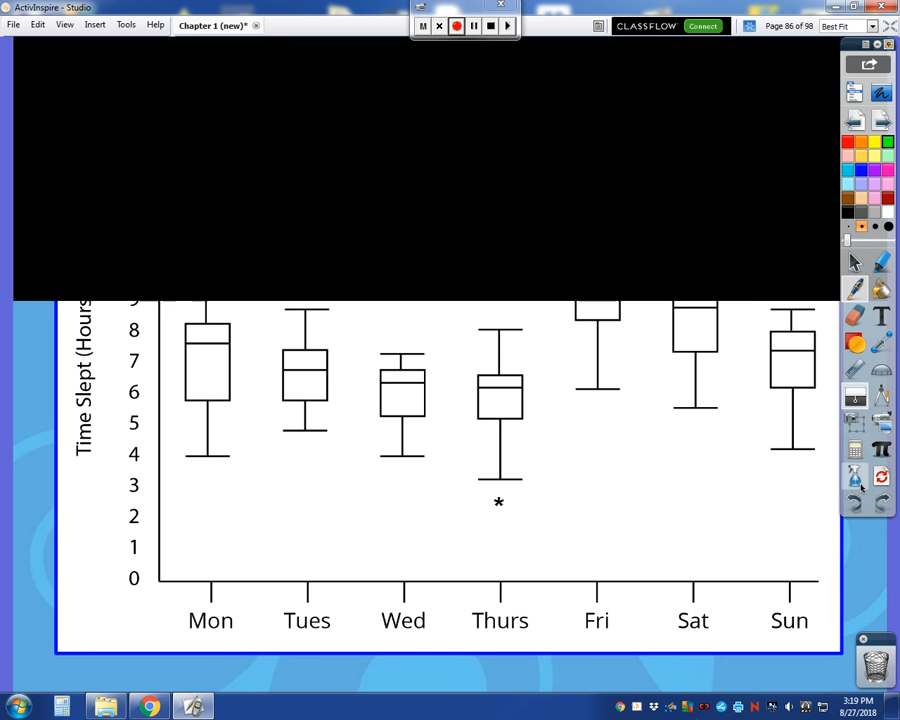 ActivInspire - Studio
File Edit View Insert Tools Help Chapter 1 (new)* M CLASSFLOW Connect Page 86 of 98 Best Fit
Time Slept (Hours
9
8
7
6
5
4
3
*
2
1
0
Mon Tues Wed Thurs Fri Sat Sun
3:19 PM
8/27/2018